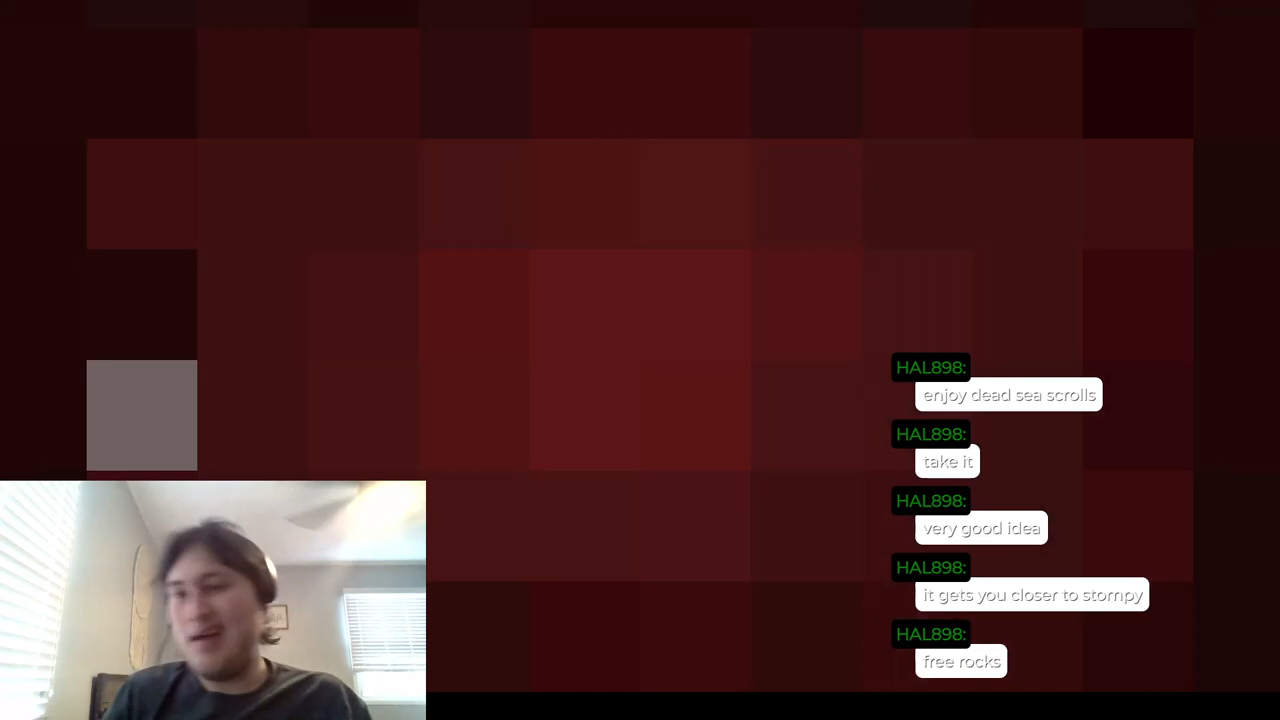 HAL898:
enjoy dead sea scrolls
HAL898:
take it
HAL898:
very good idea
HAL898:
it gets you closer to stompy
HAL898:
free rocks